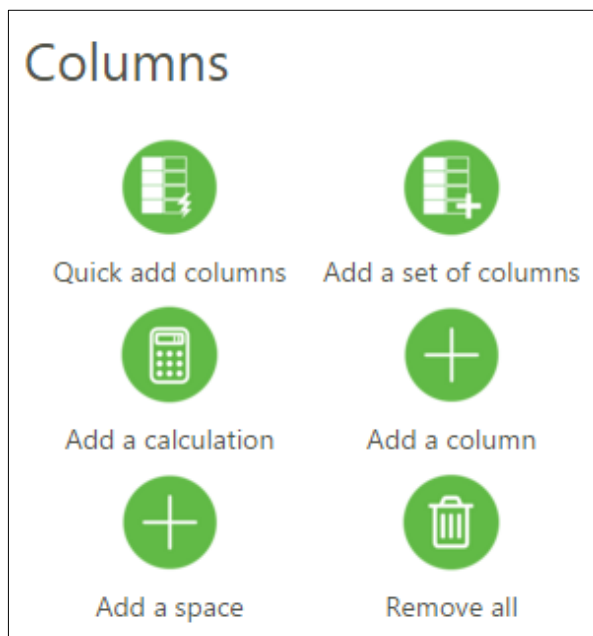 Columns
Quick add columns
Add a set of columns
Add a calculation
Add a column
Add a space
Remove all